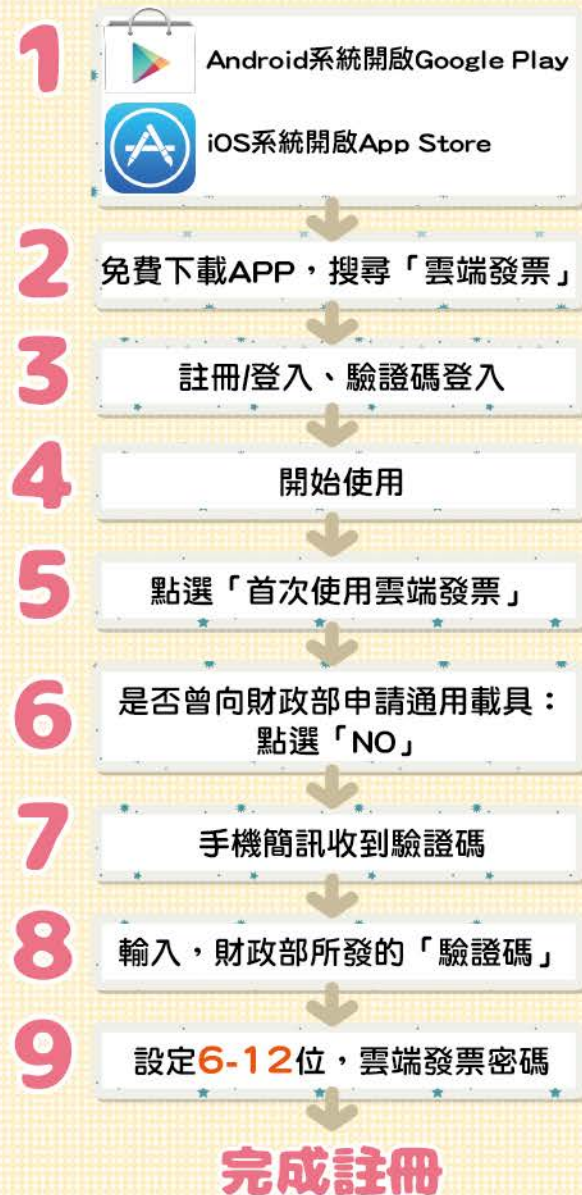 1
Android系統開啟Google Play
iOS系統開啟App Store
2
免費下載APP，搜尋「雲端發票」
3
註冊/登入、驗證碼登入
4
開始使用
5
點選「首次使用雲端發票」
6
是否曾向財政部申請通用載具：
點選「NO」
7
手機簡訊收到驗證碼
8
輸入，財政部所發的「驗證碼」
9
設定6-12位，雲端發票密碼
完成註冊